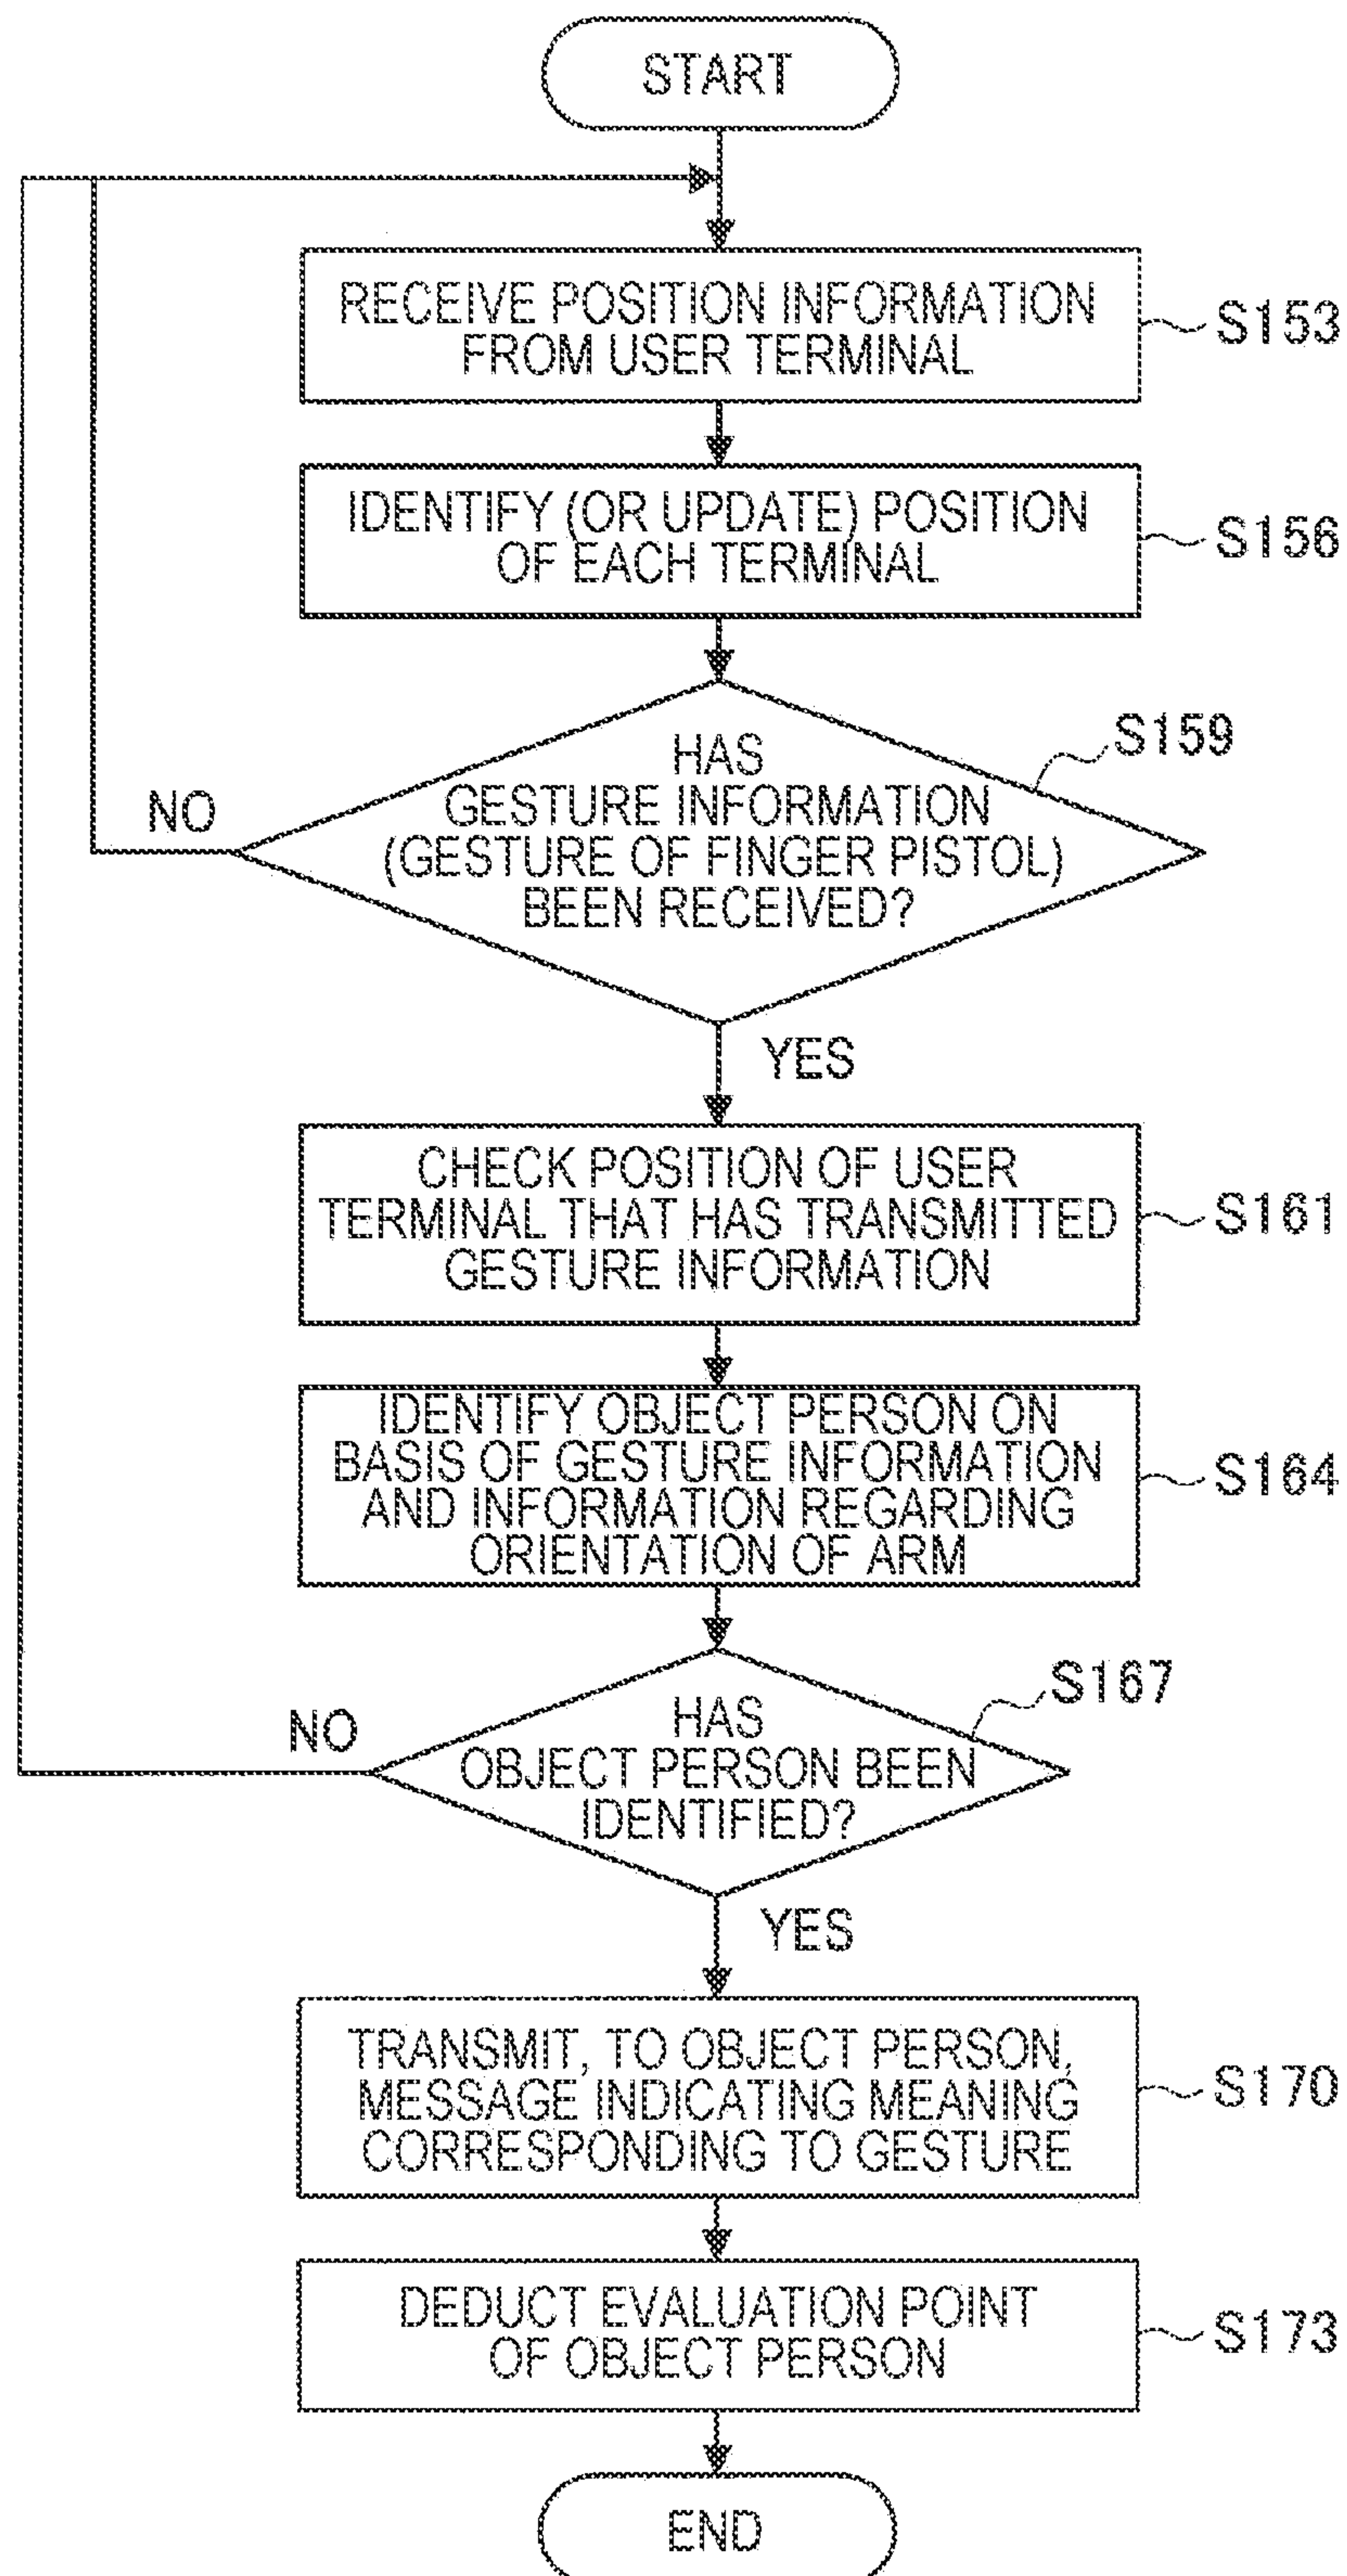 START
RECEIVE POSITION INFORMATION
FROM USER TERMINAL
S153
IDENTIFY (OR UPDATE) POSITION
OF EACH TERMINAL
S156
S159
HAS
GESTURE INFORMATION
(GESTURE OF FINGER PISTOL)
BEEN RECEIVED?
NO
YES
CHECK POSITION OF USER
TERMINAL THAT HAS TRANSMITTED
GESTURE INFORMATION
S161
IDENTIFY OBJECT PERSON ON
BASIS OF GESTURE INFORMATION
AND INFORMATION REGARDING
ORIENTATION OF ARM
S164
S167
HAS
OBJECT PERSON BEEN
IDENTIFIED?
NO
YES
TRANSMIT, TO OBJECT PERSON,
MESSAGE INDICATING MEANING
CORRESPONDING TO GESTURE
S170
DEDUCT EVALUATION POINT
OF OBJECT PERSON
S173
END